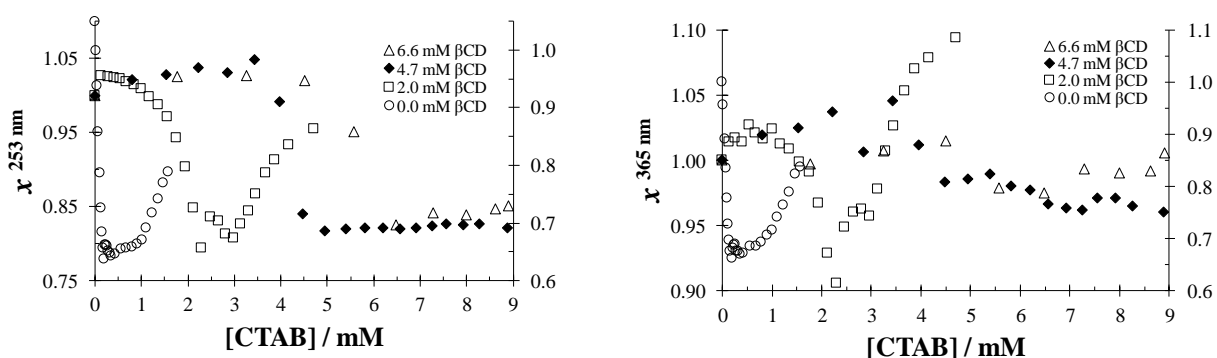 1.05
0.95
0.85
0.75
x 253 nm
1.0
0.9
0.8
0.7
0.6
6.6 mM βCD
4.7 mM βCD
2.0 mM βCD
0.0 mM βCD
0 1 2 3 4 5 6 7 8 9
[CTAB] / mM
1.10
1.05
1.00
0.95
0.90
x 365 nm
1.1
1.0
0.9
0.8
0.7
0.6
6.6 mM βCD
4.7 mM βCD
2.0 mM βCD
0.0 mM βCD
0 1 2 3 4 5 6 7 8 9
[CTAB] / mM